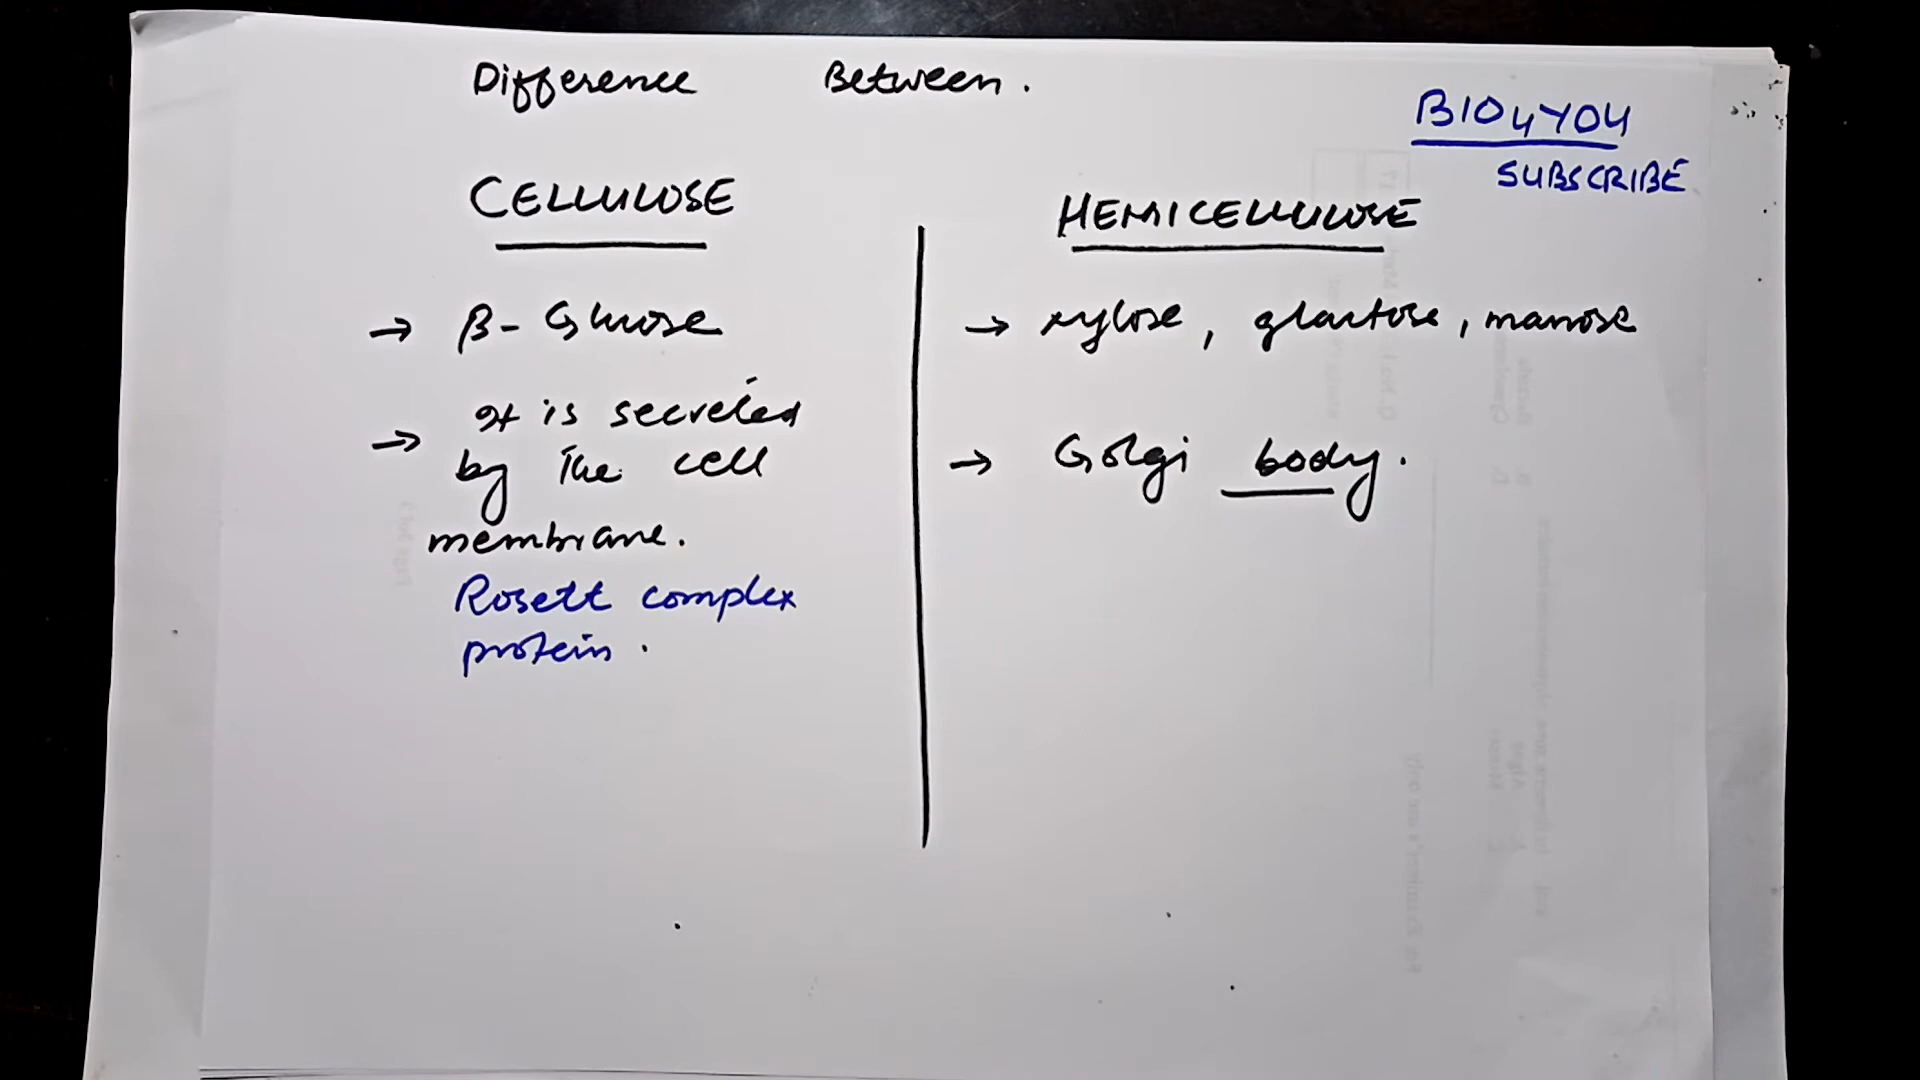 Difference Between.
BIO4YOU
SUBSCRIBE
CELLULOSE
→ β- Glucose
→ It is secreted
by the cell
membrane.
Rosett complex
protein.
HEMICELLULOSE
→ xylose, glactose, manose
→ Golgi body.